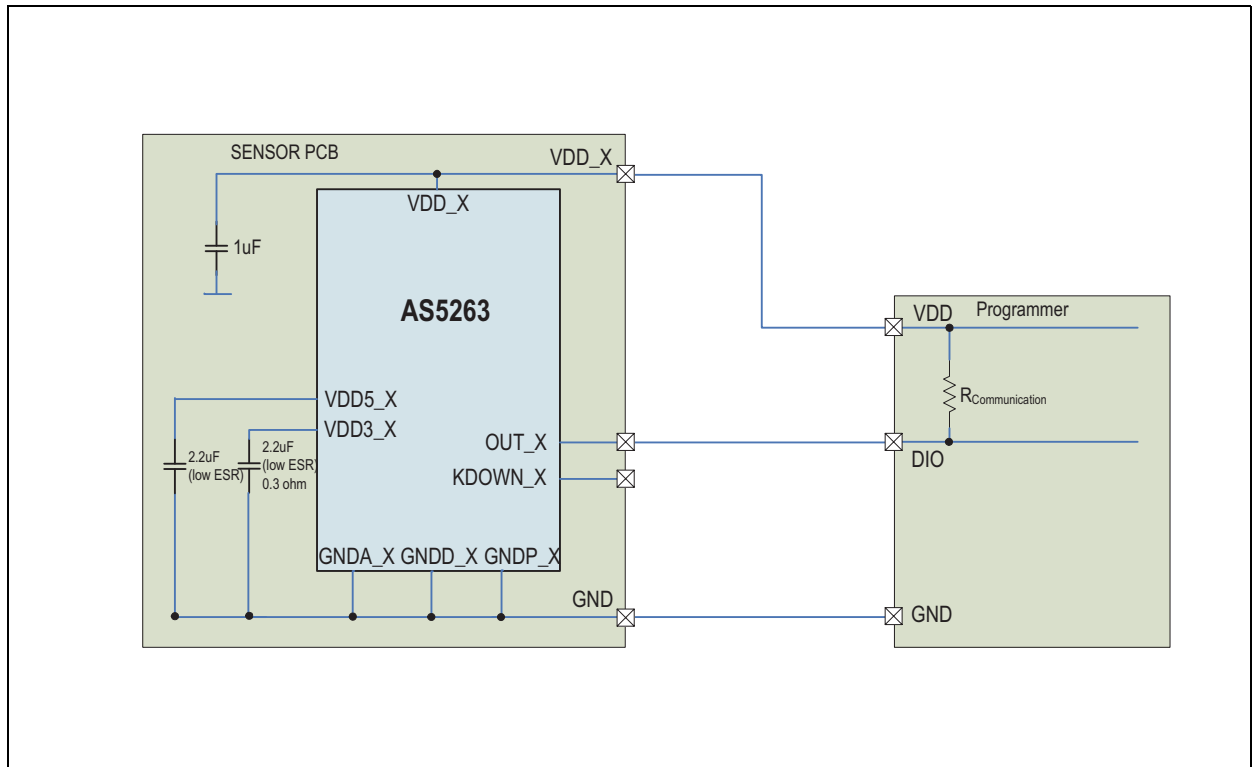 SENSOR PCB
VDD_X
VDD_X
1uF
AS5263
VDD Programmer
VDD5_X
VDD3_X
RCommunication
2.2uF
(low ESR)
2.2uF
(low ESR)
0.3 ohm
OUT_X
KDOWN_X
DIO
GNDA_X GNDD_X GNDP_X
GND
GND